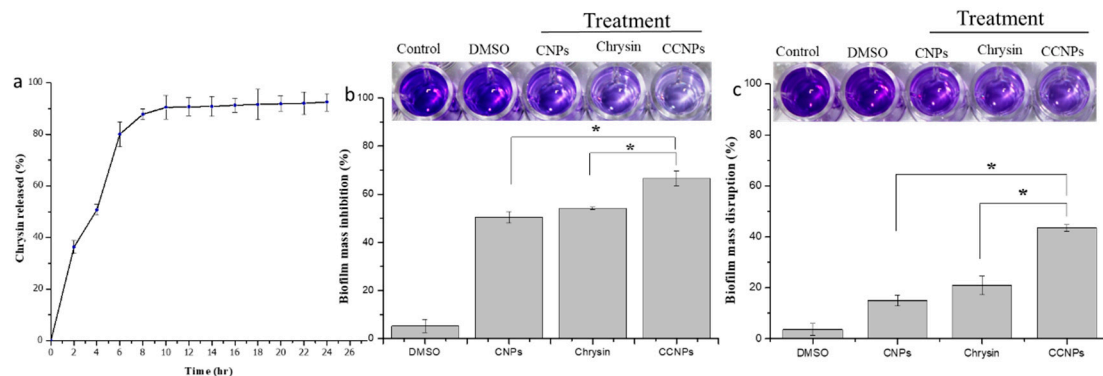 a
Chrysin released (%)
100
80
60
40
20
0
0 2 4 6 8 10 12 14 16 18 20 22 24 26
Time (hr)
Treatment
Control DMSO CNPs Chrysin CCNPs
b
Biofilm mass inhibition (%)
100
80
60
40
20
0
*
*
DMSO CNPs Chrysin CCNPs
Treatment
Control DMSO CNPs Chrysin CCNPs
c
Biofilm mass disruption (%)
100
80
60
40
20
0
*
*
DMSO CNPs Chrysin CCNPs